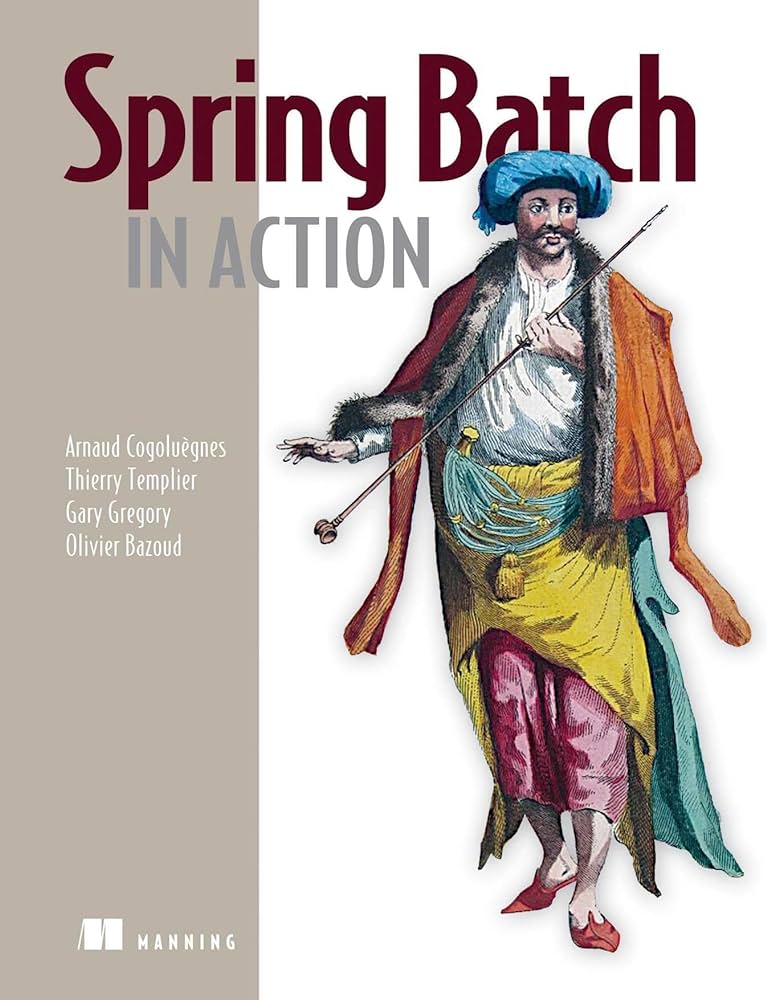 Spring Batch
IN ACTION
Arnaud Cogoluègnes
Thierry Templier
Gary Gregory
Olivier Bazoud
MANNING